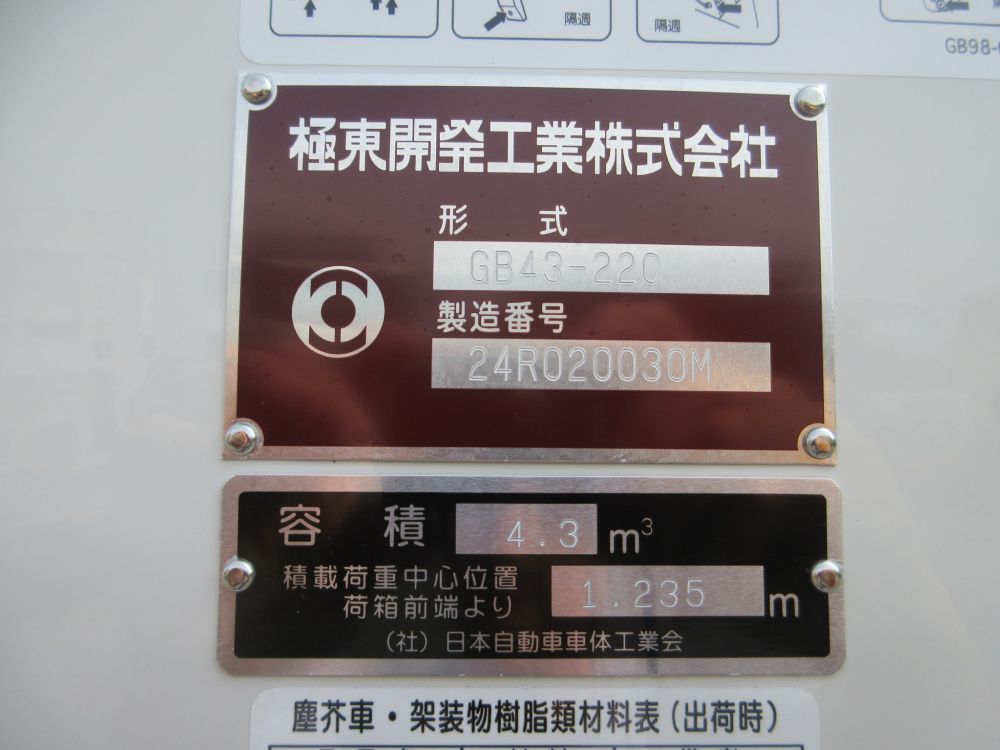 隔週
隔週
GB98-
極東開発工業株式会社
形 式
GB43-220
製造番号
24R020030M
容 積 4.3 m³
積載荷重中心位置
荷箱前端より 1.235 m
(社)日本自動車車体工業会
塵芥車・架装物樹脂類材料表(出荷時)